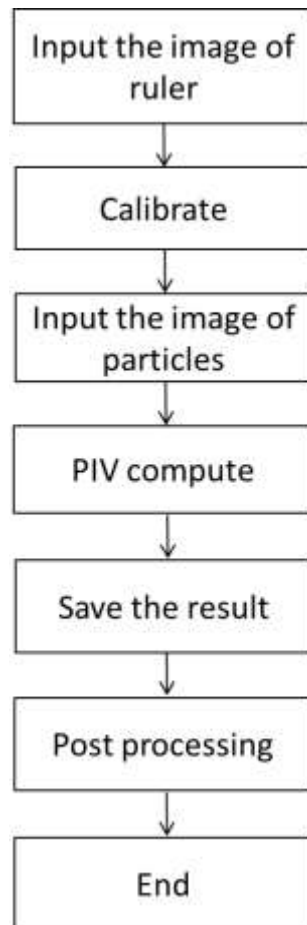 Input the image of
ruler
Calibrate
Input the image of
particles
PIV compute
Save the result
Post processing
End